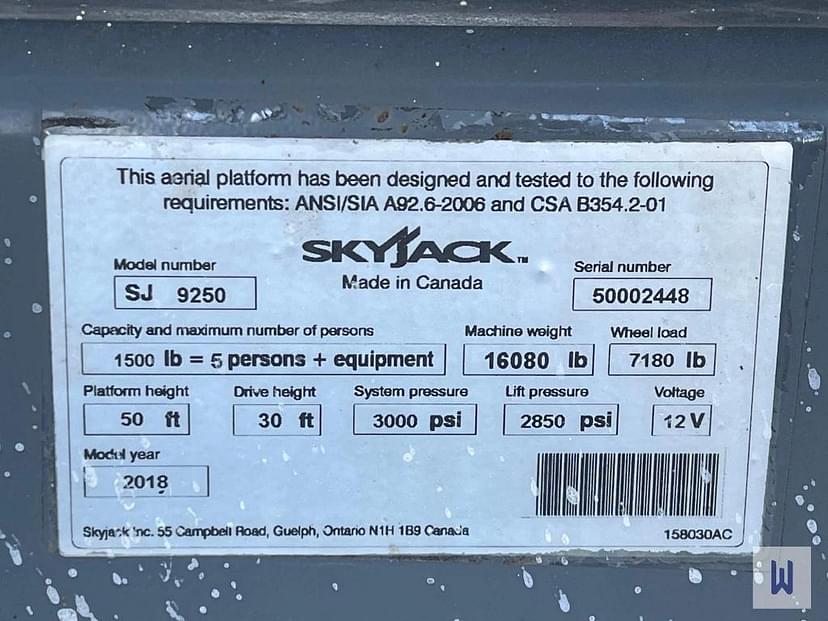 This aerial platform has been designed and tested to the following
requirements: ANSI/SIA A92.6-2006 and CSA B354.2-01
SKYJACK™
Made in Canada
Model number
SJ 9250
Serial number
50002448
Capacity and maximum number of persons
1500 lb = 5 persons + equipment
Machine weight
16080 lb
Wheel load
7180 lb
Platform height
50 ft
Drive height
30 ft
System pressure
3000 psi
Lift pressure
2850 psi
Voltage
12 V
Model year
2018
Skyjack Inc. 55 Campbell Road, Guelph, Ontario N1H 1B9 Canada
158030AC
W